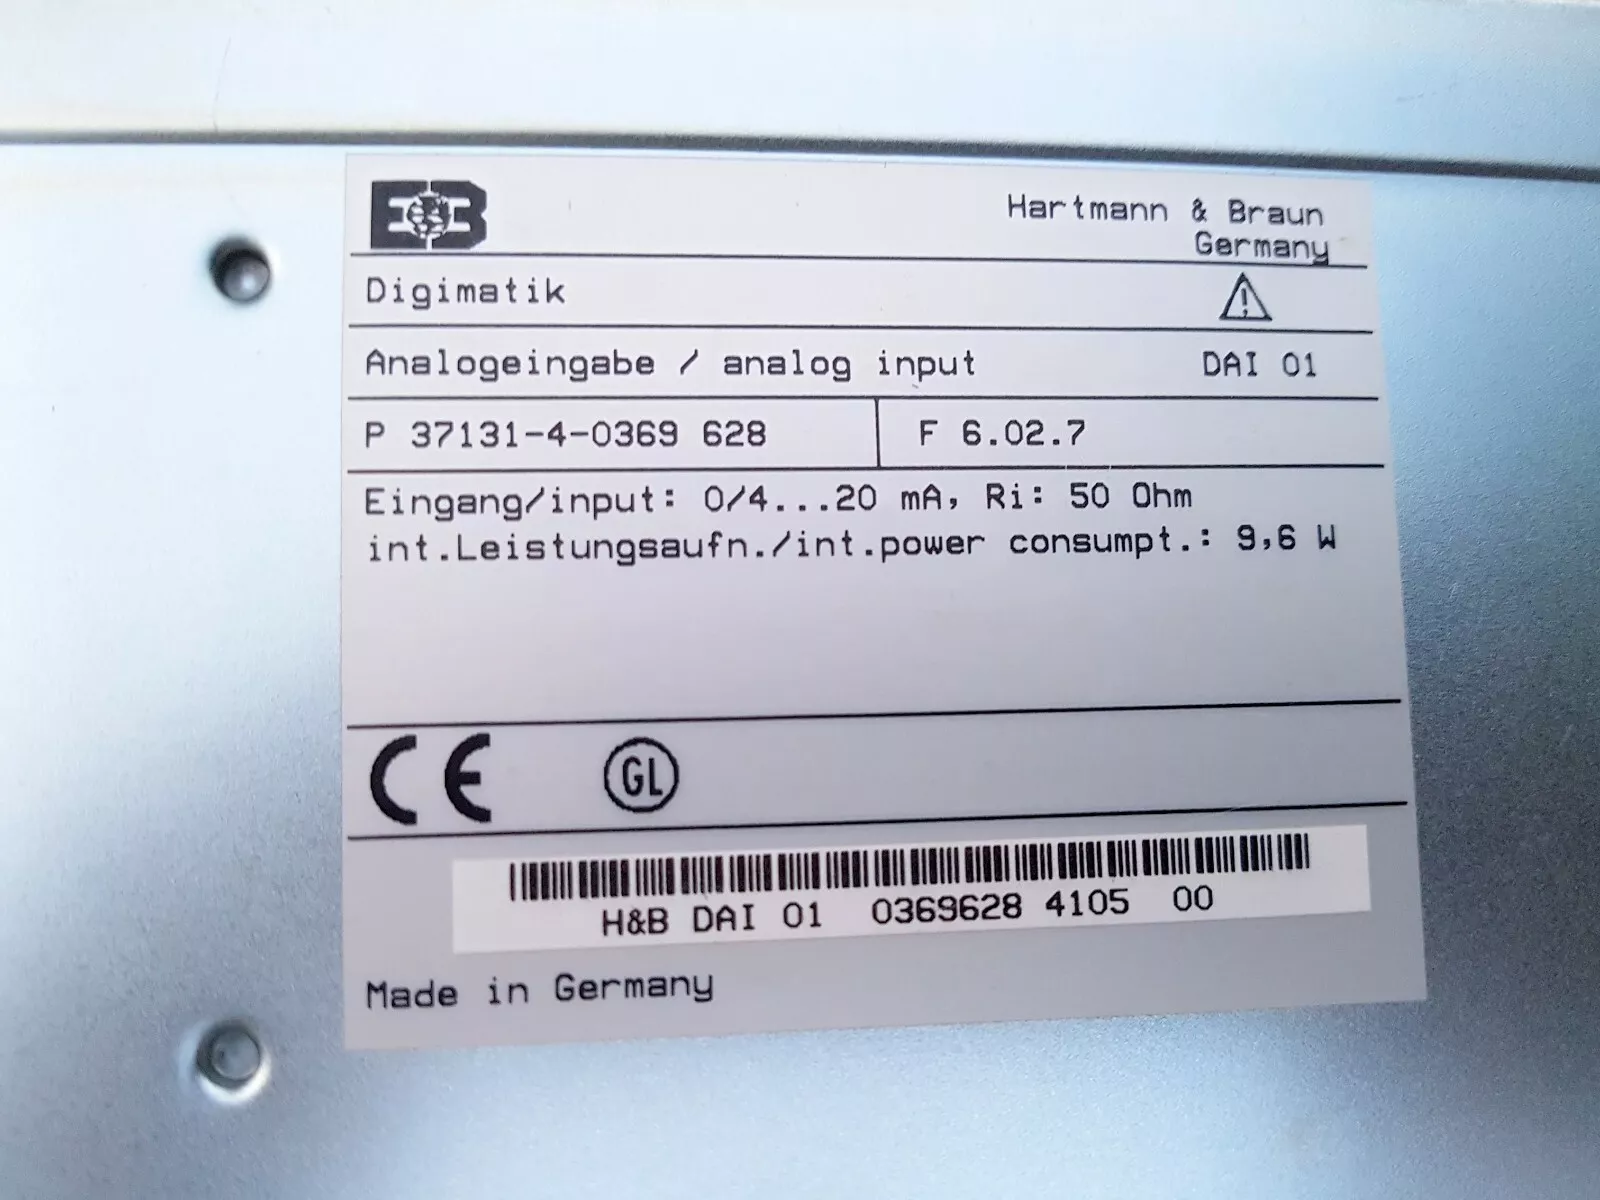 Hartmann & Braun
Germany
Digimatik
Analogeingabe / analog input DAI 01
P 37131-4-0369 628 F 6.02.7
Eingang/input: 0/4...20 mA, Ri: 50 Ohm
int.Leistungsaufn./int.power consumpt.: 9,6 W
CE GL
H&B DAI 01 0369628 4105 00
Made in Germany